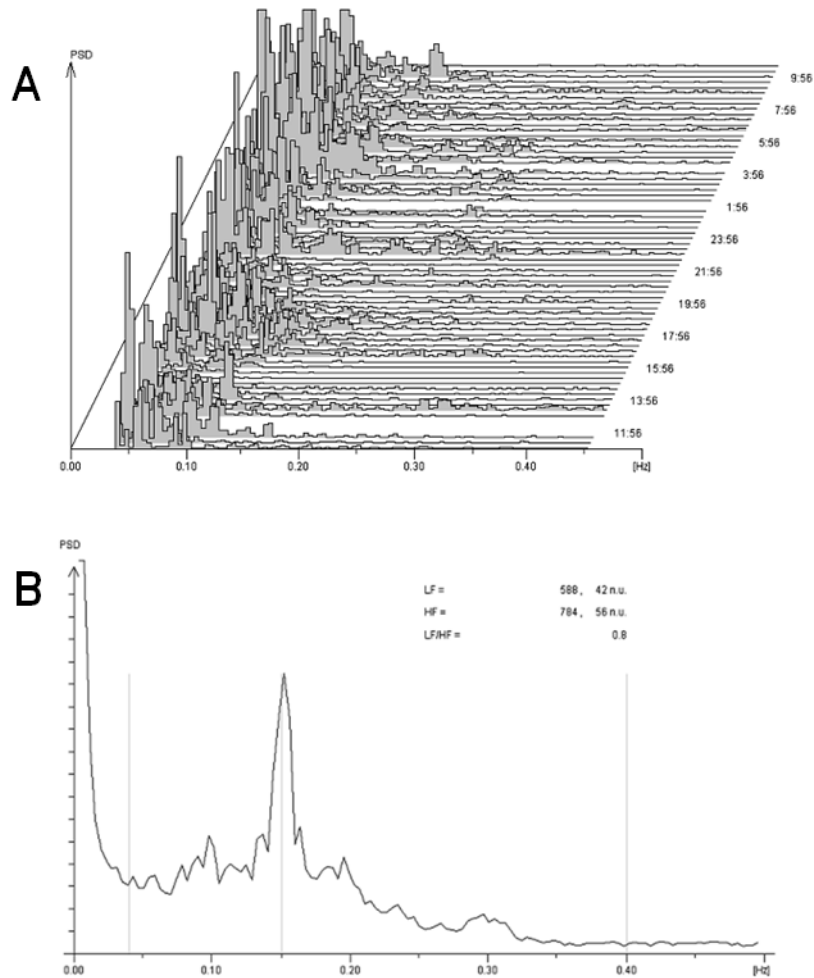 PSD
A
9:56
7:56
5:56
3:56
1:56
23:56
21:56
19:56
17:56
15:56
13:56
11:56
0.00 0.10 0.20 0.30 0.40 [Hz]
PSD
B
LF = 588 , 42 n.u.
HF = 784 , 56 n.u.
LF/HF = 0.8
0.00 0.10 0.20 0.30 0.40 [Hz]